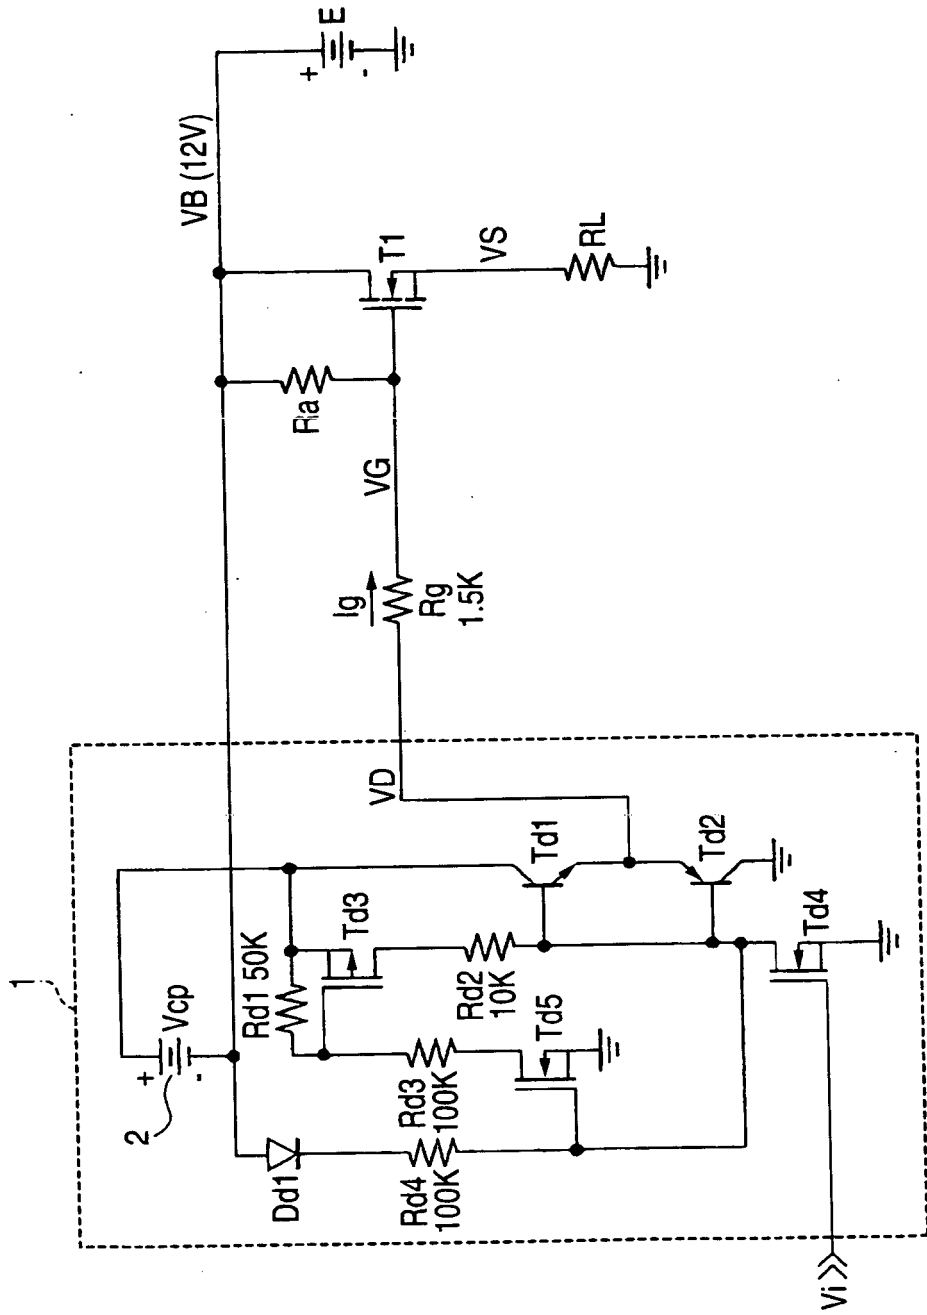 1
2
Vcp
+
-
VB (12V)
+
-
E
Dd1
Rd1 50K
Td3
Rd4
100K
Rd3
100K
Td5
Rd2
10K
Td1
Td2
Td4
VD
Ig
Rg
1.5K
VG
Ra
T1
VS
RL
Vi